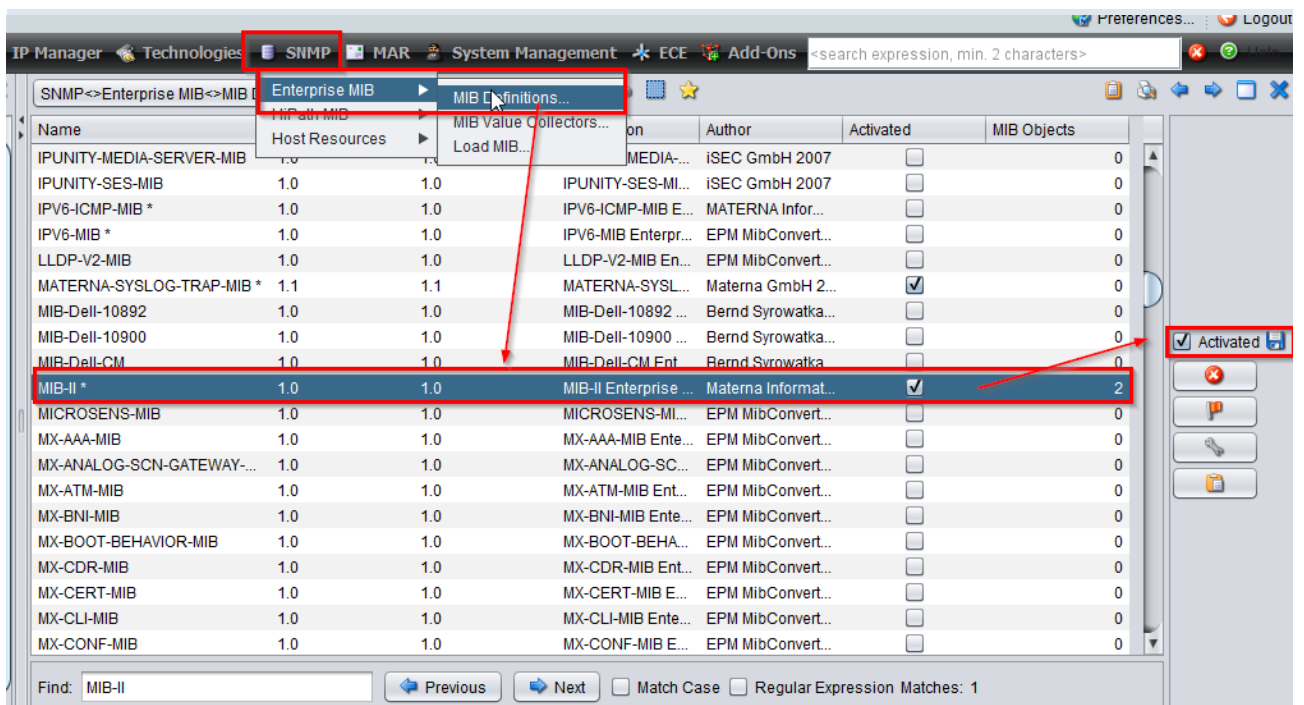 Preferences... Logout
IP Manager Technologies SNMP MAR System Management ECE Add-Ons <search expression, min. 2 characters> Help
SNMP<>Enterprise MIB<>MIB
Enterprise MIB
HiPath MIB
Host Resources
MIB Definitions...
MIB Value Collectors...
Load MIB...
Name Author Activated MIB Objects
IPUNITY-MEDIA-SERVER-MIB 1.0 1.0 MEDIA-... iSEC GmbH 2007 0
IPUNITY-SES-MIB 1.0 1.0 IPUNITY-SES-MI... iSEC GmbH 2007 0
IPV6-ICMP-MIB * 1.0 1.0 IPV6-ICMP-MIB E... MATERNA Infor... 0
IPV6-MIB * 1.0 1.0 IPV6-MIB Enterpr... EPM MibConvert... 0
LLDP-V2-MIB 1.0 1.0 LLDP-V2-MIB En... EPM MibConvert... 0
MATERNA-SYSLOG-TRAP-MIB * 1.1 1.1 MATERNA-SYSL... Materna GmbH 2... 0
MIB-Dell-10892 1.0 1.0 MIB-Dell-10892 ... Bernd Syrowatka... 0
MIB-Dell-10900 1.0 1.0 MIB-Dell-10900 ... Bernd Syrowatka... 0
Activated
MIB-Dell-CM 1.0 1.0 MIB-Dell-CM Ent Bernd Syrowatka 0
MIB-II * 1.0 1.0 MIB-II Enterprise ... Materna Informat... 2
MICROSENS-MIB 1.0 1.0 MICROSENS-MI... EPM MibConvert... 0
MX-AAA-MIB 1.0 1.0 MX-AAA-MIB Ente... EPM MibConvert... 0
MX-ANALOG-SCN-GATEWAY-... 1.0 1.0 MX-ANALOG-SC... EPM MibConvert... 0
MX-ATM-MIB 1.0 1.0 MX-ATM-MIB Ent... EPM MibConvert... 0
MX-BNI-MIB 1.0 1.0 MX-BNI-MIB Ente... EPM MibConvert... 0
MX-BOOT-BEHAVIOR-MIB 1.0 1.0 MX-BOOT-BEHA... EPM MibConvert... 0
MX-CDR-MIB 1.0 1.0 MX-CDR-MIB Ent... EPM MibConvert... 0
MX-CERT-MIB 1.0 1.0 MX-CERT-MIB E... EPM MibConvert... 0
MX-CLI-MIB 1.0 1.0 MX-CLI-MIB Ente... EPM MibConvert... 0
MX-CONF-MIB 1.0 1.0 MX-CONF-MIB E... EPM MibConvert... 0
Find: MIB-II Previous Next Match Case Regular Expression Matches: 1